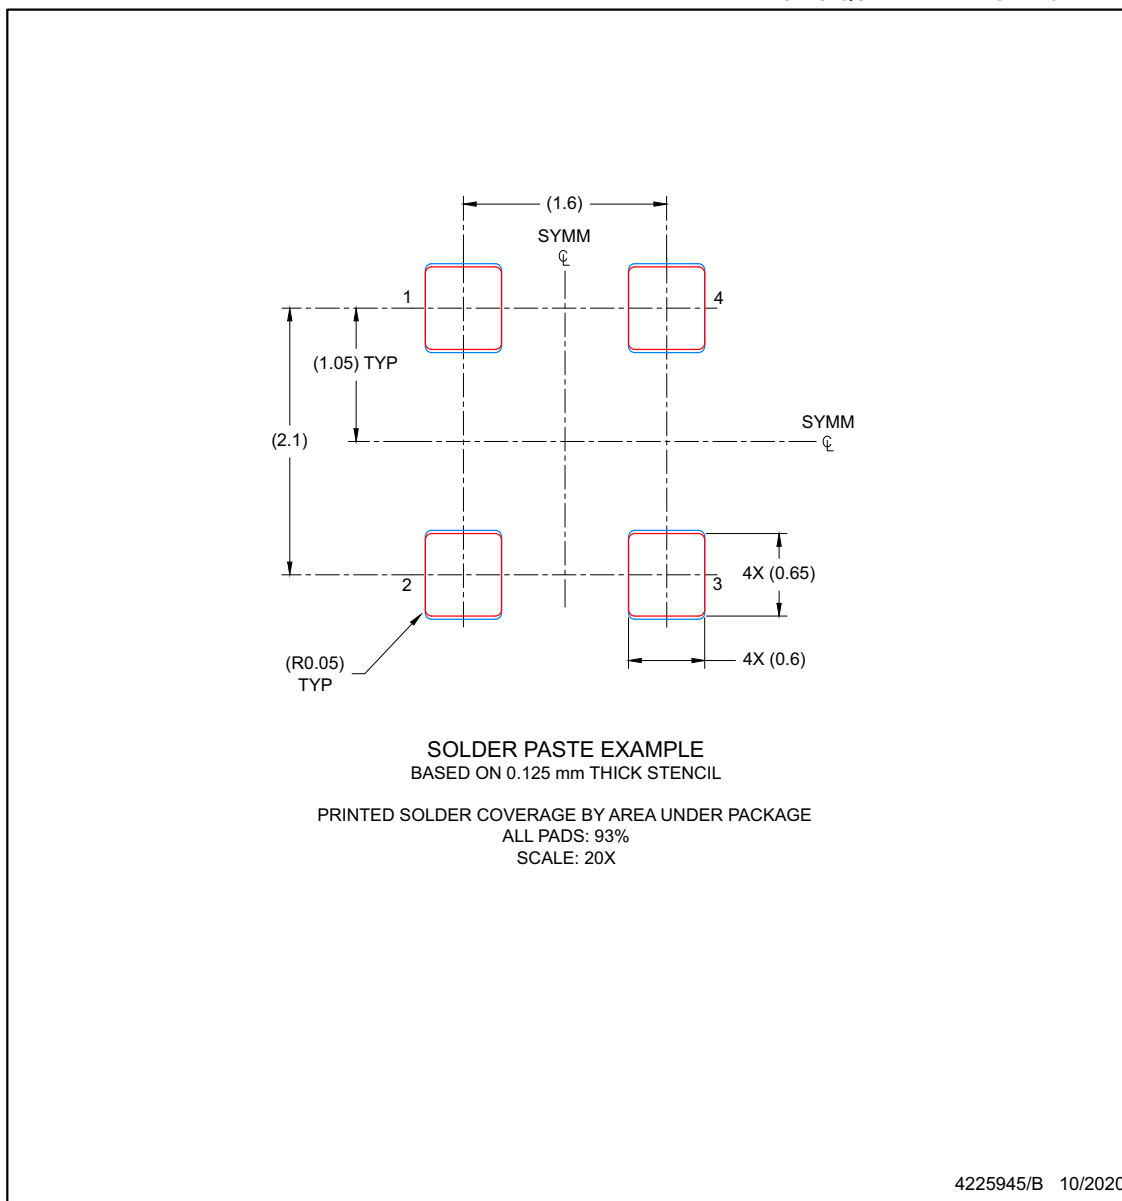 (1.6)
SYMM
℄
1
4
(1.05) TYP
SYMM
℄
(2.1)
2
3
4X (0.65)
4X (0.6)
(R0.05)
TYP
SOLDER PASTE EXAMPLE
BASED ON 0.125 mm THICK STENCIL
PRINTED SOLDER COVERAGE BY AREA UNDER PACKAGE
ALL PADS: 93%
SCALE: 20X
4225945/B 10/2020